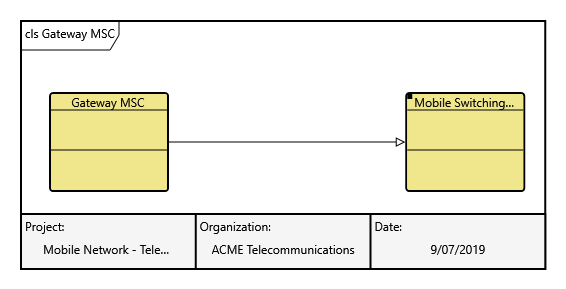 cls Gateway MSC
Gateway MSC
Mobile Switching...
Project:
Mobile Network - Tele...
Organization:
ACME Telecommunications
Date:
9/07/2019